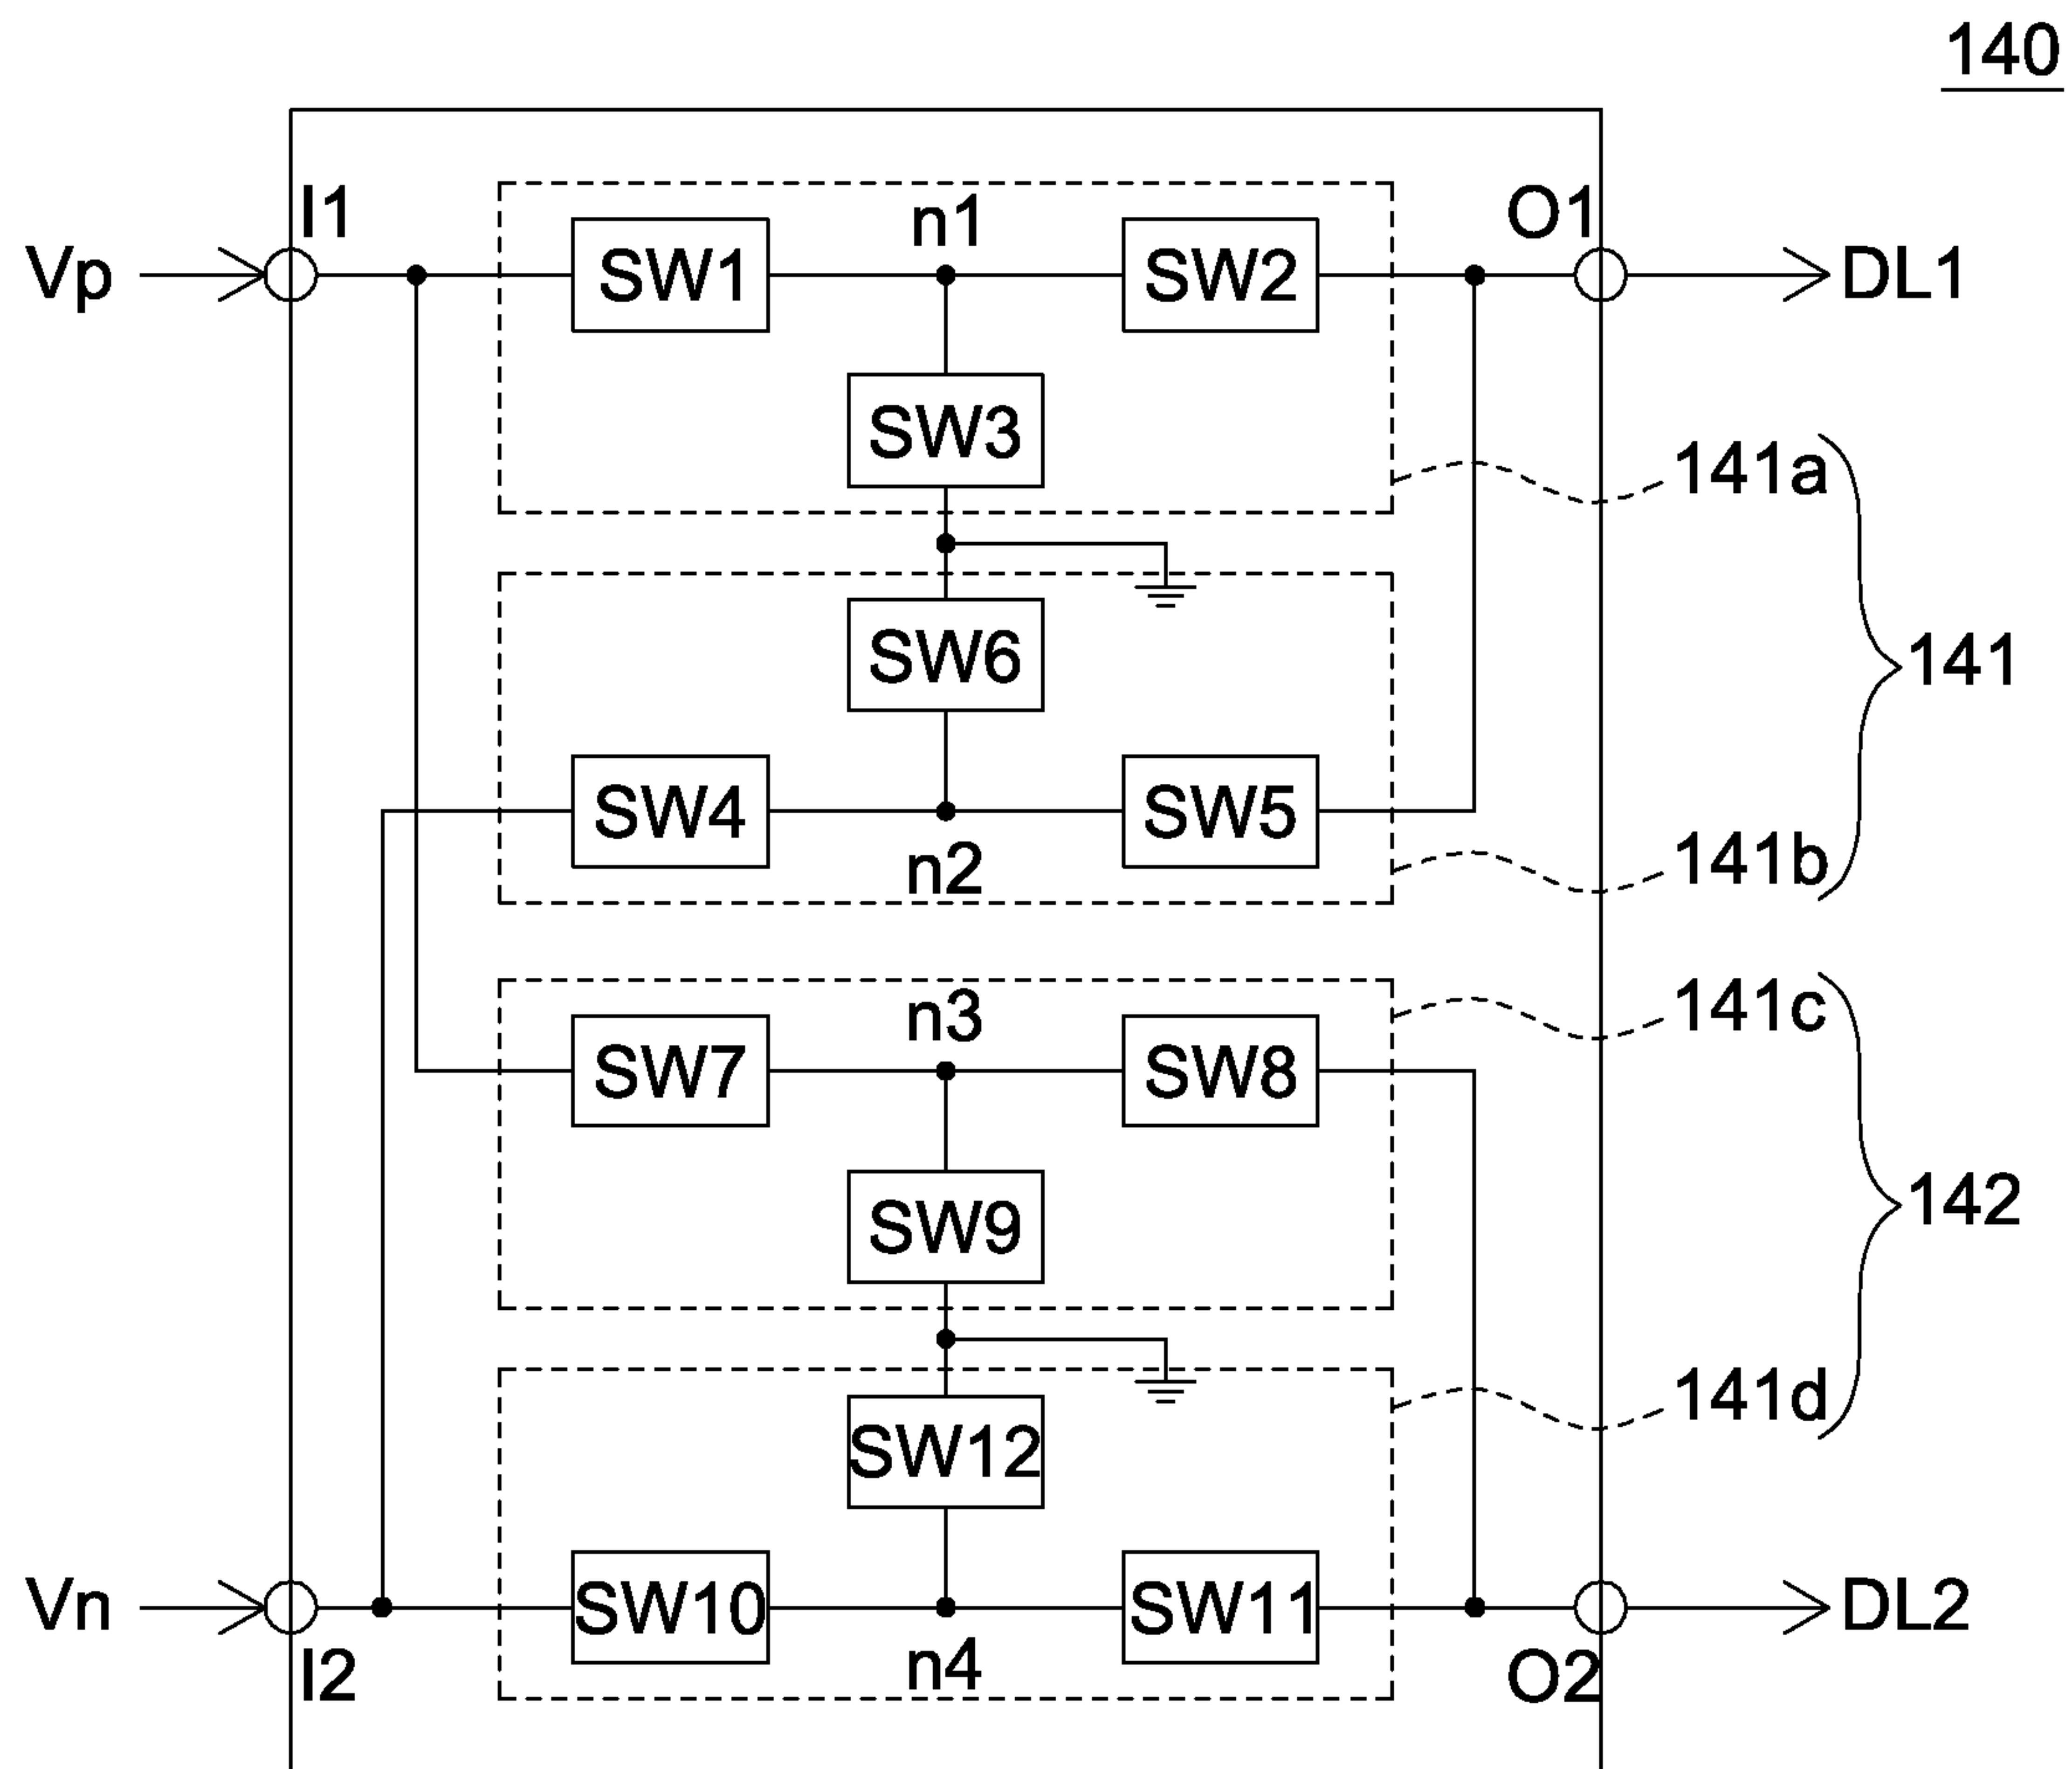 140
I1
n1
O1
Vp
SW1
SW2
DL1
SW3
141a
SW6
141
SW4
SW5
n2
141b
n3
141c
SW7
SW8
SW9
142
141d
SW12
Vn
SW10
SW11
DL2
I2
n4
O2